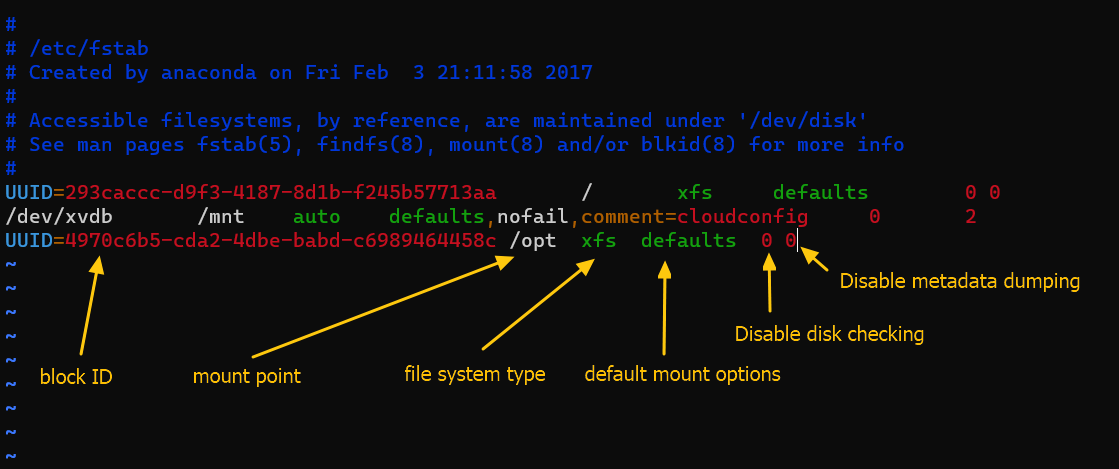 #
# /etc/fstab
# Created by anaconda on Fri Feb  3 21:11:58 2017
#
# Accessible filesystems, by reference, are maintained under '/dev/disk'
# See man pages fstab(5), findfs(8), mount(8) and/or blkid(8) for more info
#
UUID=293caccc-d9f3-4187-8d1b-f245b57713aa       /       xfs     defaults        0 0
/dev/xvdb       /mnt    auto    defaults,nofail,comment=cloudconfig     0       2
UUID=4970c6b5-cda2-4dbe-babd-c6989464458c /opt  xfs  defaults  0 0
~
~
~
~
~
~
~
~
~
Disable metadata dumping
Disable disk checking
block ID
mount point
file system type
default mount options